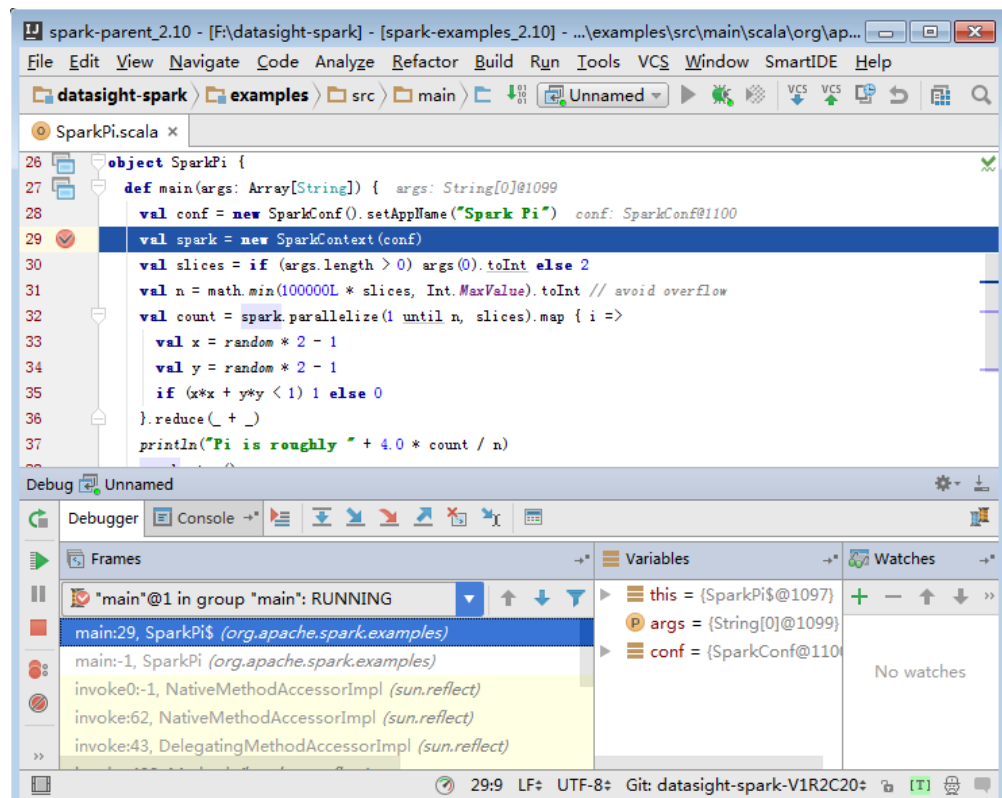 spark-parent_2.10 - [F:\datasight-spark] - [spark-examples_2.10] - ...\examples\src\main\scala\org\ap...
File Edit View Navigate Code Analyze Refactor Build Run Tools VCS Window SmartIDE Help
datasight-spark examples src main Unnamed VCS VCS
SparkPi.scala ×
26 object SparkPi {
27 def main(args: Array[String]) { args: String[0]@1099
28 val conf = new SparkConf().setAppName("Spark Pi") conf: SparkConf@1100
29 val spark = new SparkContext(conf)
30 val slices = if (args.length > 0) args(0).toInt else 2
31 val n = math.min(100000L * slices, Int.MaxValue).toInt // avoid overflow
32 val count = spark.parallelize(1 until n, slices).map { i =>
33 val x = random * 2 - 1
34 val y = random * 2 - 1
35 if (x*x + y*y < 1) 1 else 0
36 }.reduce(_ + _)
37 println("Pi is roughly " + 4.0 * count / n)
Debug Unnamed
Debugger Console
Frames Variables Watches
"main"@1 in group "main": RUNNING
main:29, SparkPi$ (org.apache.spark.examples)
main:-1, SparkPi (org.apache.spark.examples)
invoke0:-1, NativeMethodAccessorImpl (sun.reflect)
invoke:62, NativeMethodAccessorImpl (sun.reflect)
invoke:43, DelegatingMethodAccessorImpl (sun.reflect)
this = {SparkPi$@1097}
args = {String[0]@1099}
conf = {SparkConf@110
No watches
29:9 LF UTF-8 Git: datasight-spark-V1R2C20 [T]